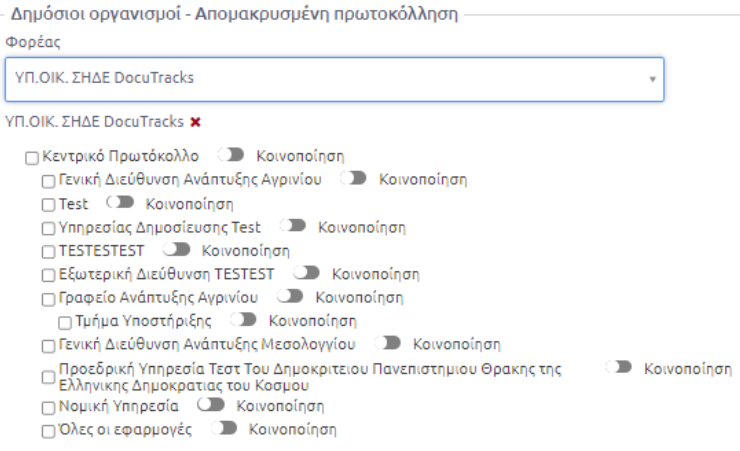 Δημόσιοι οργανισμοί - Απομακρυσμένη πρωτοκόλληση
Φορέας
ΥΠ.ΟΙΚ. ΣΗΔΕ DocuTracks
ΥΠ.ΟΙΚ. ΣΗΔΕ DocuTracks ✖
Κεντρικό Πρωτόκολλο Κοινοποίηση
Γενική Διεύθυνση Ανάπτυξης Αγρινίου Κοινοποίηση
Test Κοινοποίηση
Υπηρεσίας Δημοσίευσης Test Κοινοποίηση
TESTESTEST Κοινοποίηση
Εξωτερική Διεύθυνση TESTEST Κοινοποίηση
Γραφείο Ανάπτυξης Αγρινίου Κοινοποίηση
Τμήμα Υποστήριξης Κοινοποίηση
Γενική Διεύθυνση Ανάπτυξης Μεσολογγίου Κοινοποίηση
Προεδρική Υπηρεσία Τεστ Του Δημοκριτειου Πανεπιστημιου Θρακης της Κοινοποίηση
Ελληνικης Δημοκρατιας του Κοσμου
Νομική Υπηρεσία Κοινοποίηση
Όλες οι εφαρμογές Κοινοποίηση